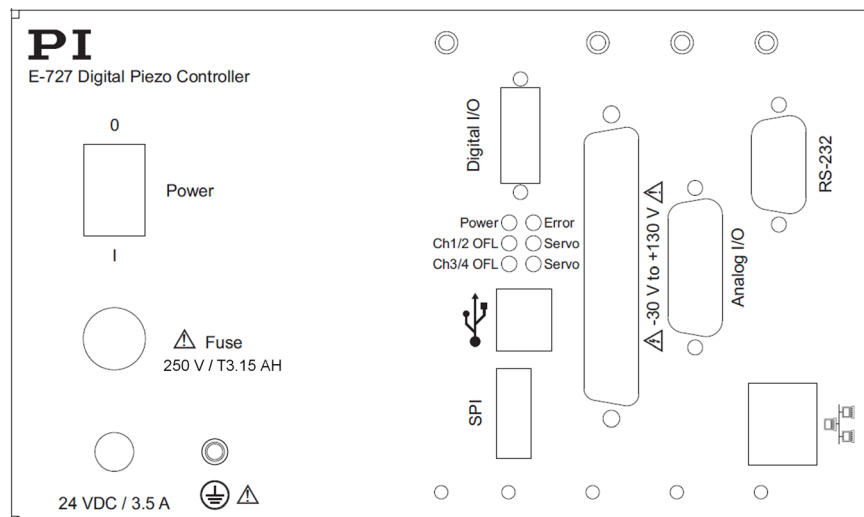 PI
E-727 Digital Piezo Controller
0
Power
I
Fuse
250 V / T3.15 AH
24 VDC / 3.5 A
Digital I/O
Power Error
Ch1/2 OFL Servo
Ch3/4 OFL Servo
SPI
-30 V to +130 V
Analog I/O
RS-232